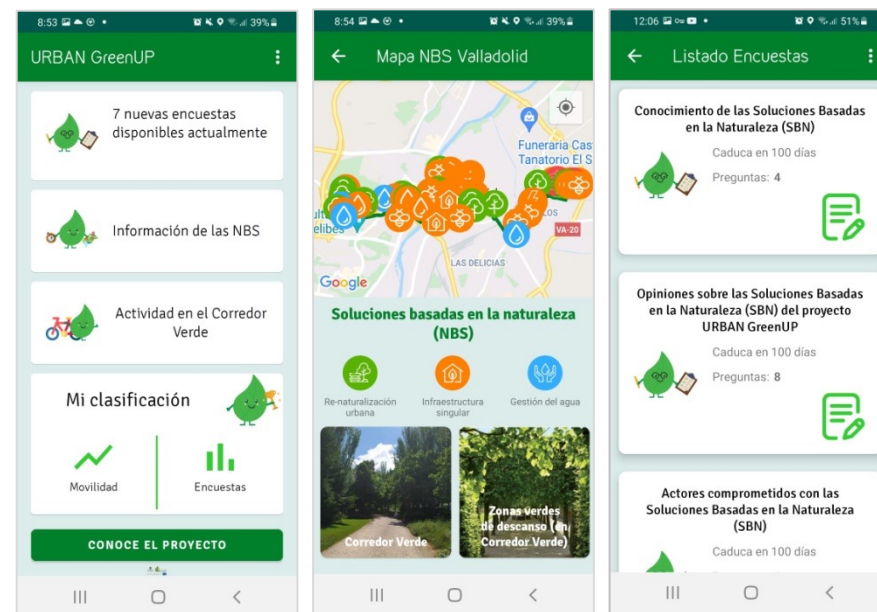 8:53
39%
URBAN GreenUP
7 nuevas encuestas
disponibles actualmente
Información de las NBS
Actividad en el Corredor
Verde
Mi clasificación
Movilidad
Encuestas
CONOCE EL PROYECTO
8:54
39%
Mapa NBS Valladolid
Funeraria Cas
Tanatorio El S
LOS
VA-20
LAS DELICIAS
Google
Soluciones basadas en la naturaleza
(NBS)
Re-naturalización
urbana
Infraestructura
singular
Gestión del agua
Corredor Verde
Zonas verdes
de descanso (en
Corredor Verde)
12:06
51%
Listado Encuestas
Conocimiento de las Soluciones Basadas
en la Naturaleza (SBN)
Caduca en 100 días
Preguntas: 4
Opiniones sobre las Soluciones Basadas
en la Naturaleza (SBN) del proyecto
URBAN GreenUP
Caduca en 100 días
Preguntas: 8
Actores comprometidos con las
Soluciones Basadas en la Naturaleza
(SBN)
Caduca en 100 días